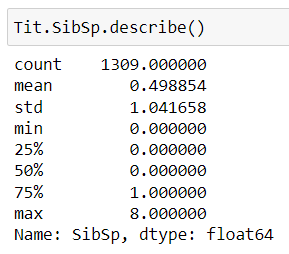 Tit.SibSp.describe()
count    1309.000000
mean        0.498854
std         1.041658
min         0.000000
25%         0.000000
50%         0.000000
75%         1.000000
max         8.000000
Name: SibSp, dtype: float64